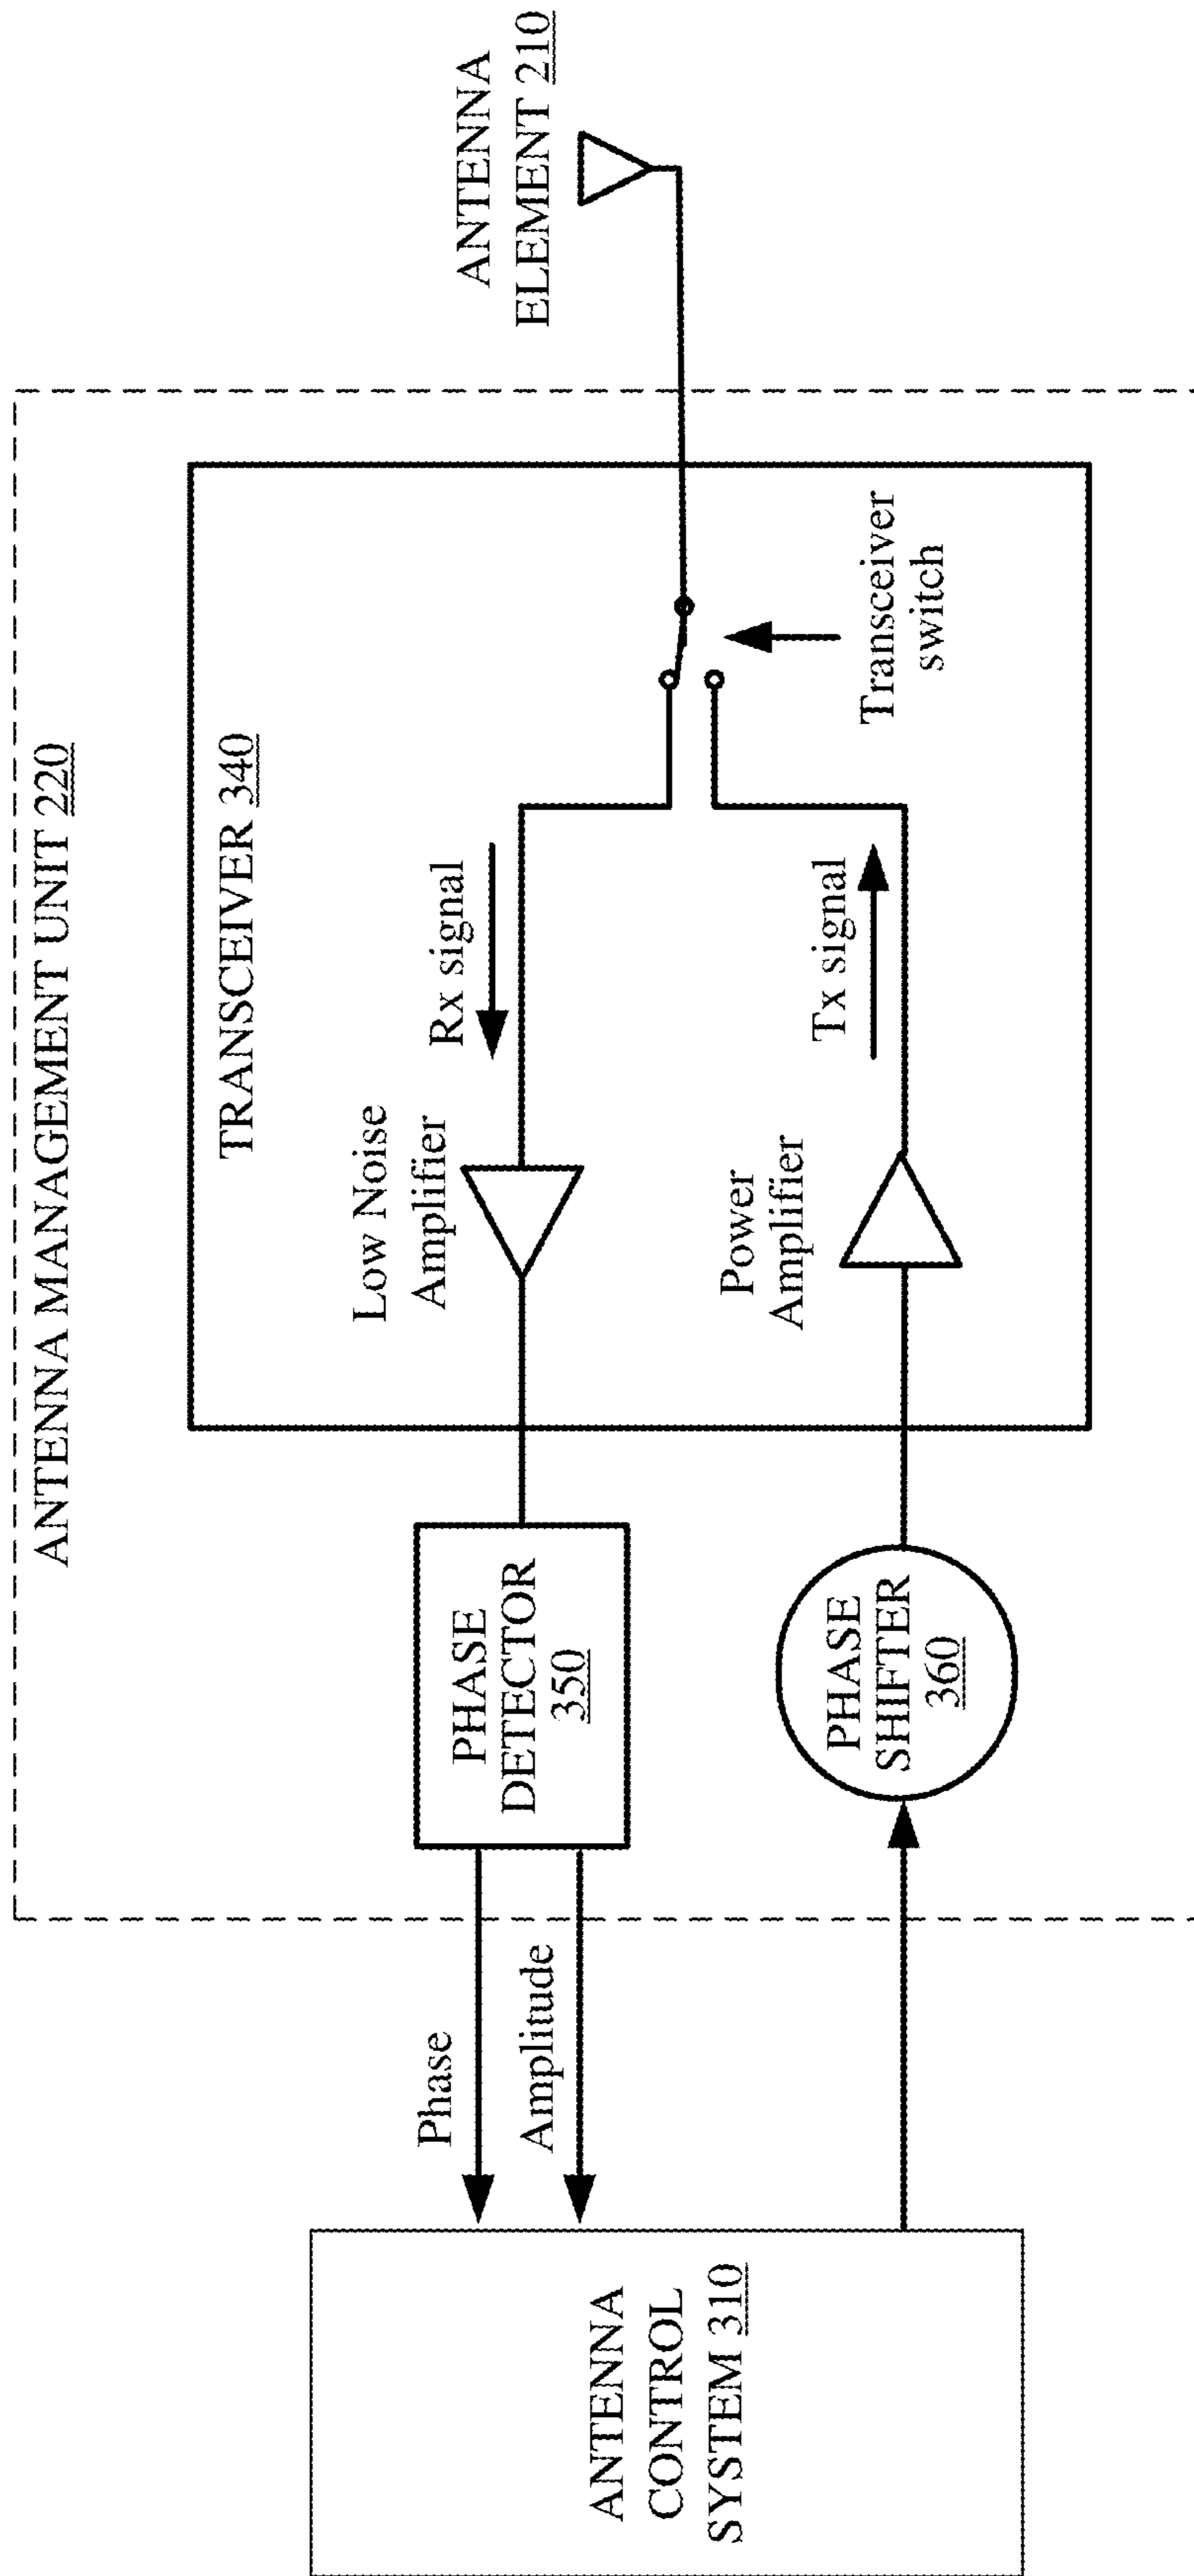 ANTENNA MANAGEMENT UNIT 220
TRANSCEIVER 340
ANTENNA
ELEMENT 210
Phase
Amplitude
PHASE
DETECTOR
350
Low Noise
Amplifier
Rx signal
ANTENNA
CONTROL
SYSTEM 310
PHASE
SHIFTER
360
Power
Amplifier
Tx signal
Transceiver
switch